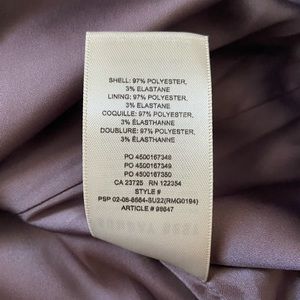 SHELL: 97% POLYESTER,
3% ELASTANE
LINING: 97% POLYESTER,
3% ELASTANE
COQUILLE: 97% POLYESTER,
3% ÉLASTHANNE
DOUBLURE: 97% POLYESTER,
3% ÉLASTHANNE
PO 4500167348
PO 4500167349
PO 4500167350
CA 23725 RN 122354
STYLE #
PSP 02-08-8664-SU22(RMG0194)
ARTICLE # 98647